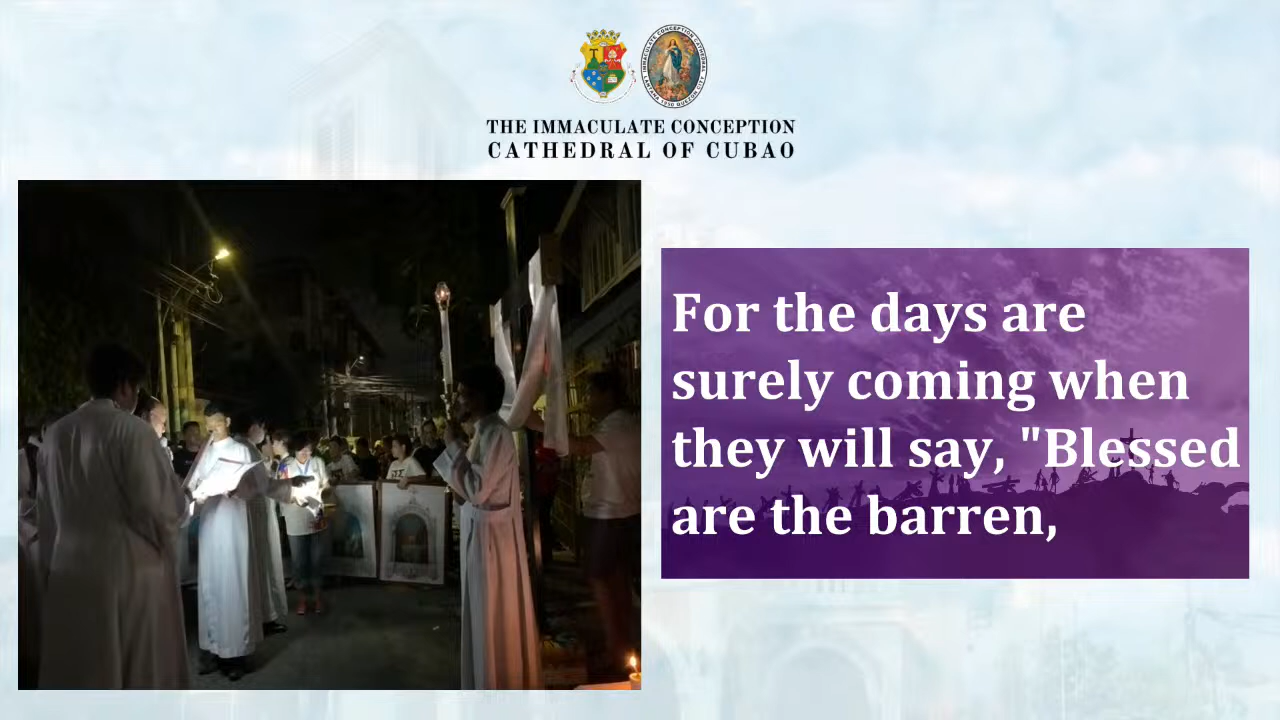 THE IMMACULATE CONCEPTION
CATHEDRAL OF CUBAO
For the days are
surely coming when
they will say, "Blessed
are the barren,